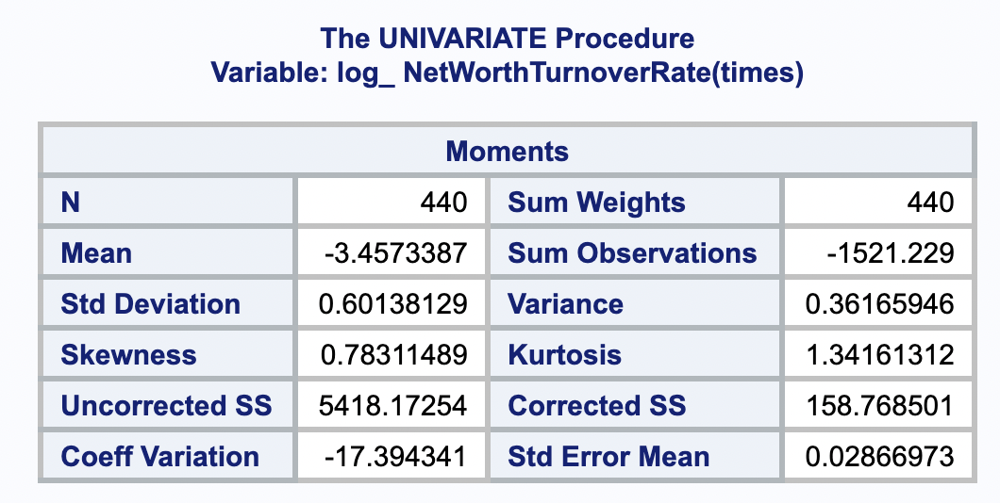 The UNIVARIATE Procedure
Variable: log_ NetWorthTurnoverRate(times)
Moments
N 440 Sum Weights 440
Mean -3.4573387 Sum Observations -1521.229
Std Deviation 0.60138129 Variance 0.36165946
Skewness 0.78311489 Kurtosis 1.34161312
Uncorrected SS 5418.17254 Corrected SS 158.768501
Coeff Variation -17.394341 Std Error Mean 0.02866973